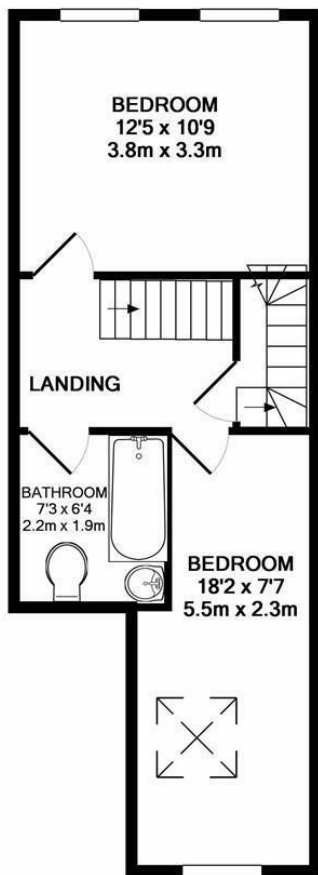 BEDROOM
12'5 x 10'9
3.8m x 3.3m
LANDING
BATHROOM
7'3 x 6'4
2.2m x 1.9m
BEDROOM
18'2 x 7'7
5.5m x 2.3m